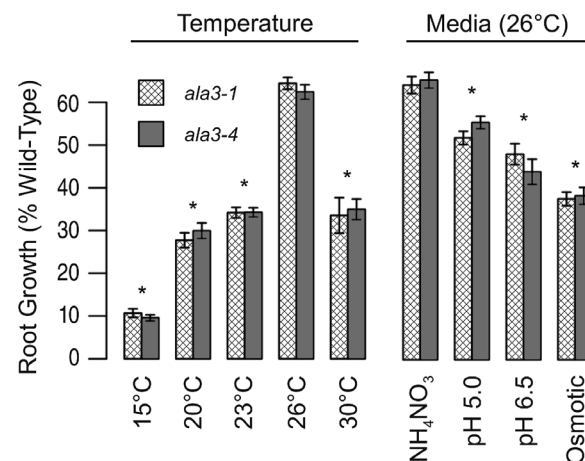 Temperature
Media (26°C)
Root Growth (% Wild-Type)
60
50
40
30
20
10
0
ala3-1
ala3-4
*
*
*
*
*
*
*
15°C
20°C
23°C
26°C
30°C
NH₄NO₃
pH 5.0
pH 6.5
Osmotic